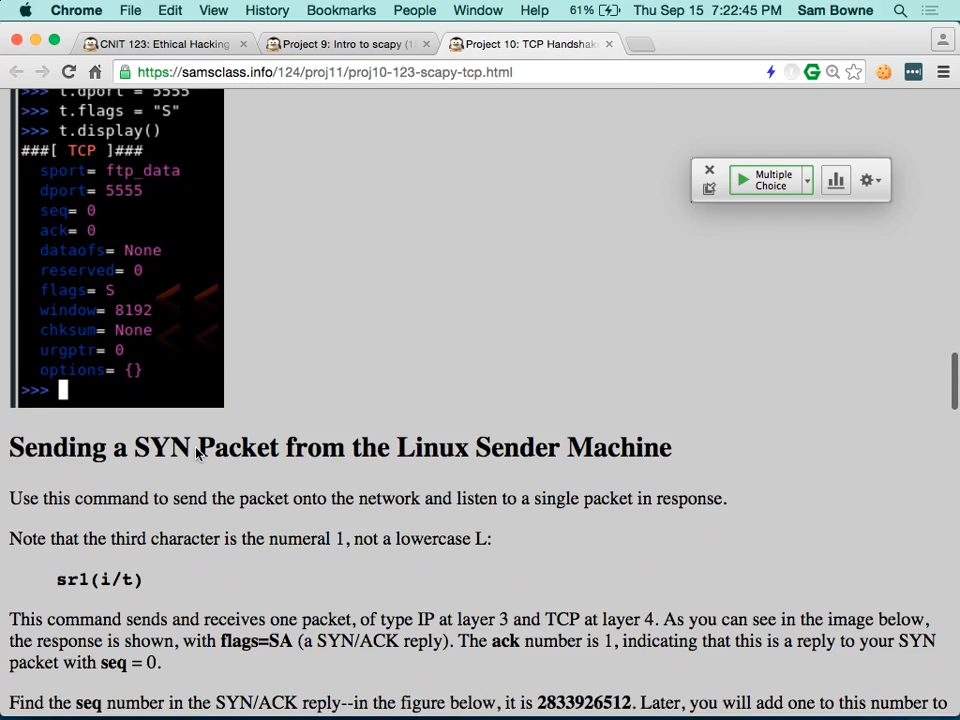 Chrome File Edit View History Bookmarks People Window Help 61% Thu Sep 15 7:22:45 PM Sam Bowne
CNIT 123: Ethical Hacking × Project 9: Intro to scapy (1 × Project 10: TCP Handshak ×
https://samsclass.info/124/proj11/proj10-123-scapy-tcp.html
>>> t.dport = 5555
>>> t.flags = "S"
>>> t.display()
###[ TCP ]###
sport= ftp_data
dport= 5555
seq= 0
ack= 0
dataofs= None
reserved= 0
flags= S
window= 8192
chksum= None
urgptr= 0
options= {}
>>>
Multiple
Choice
Sending a SYN Packet from the Linux Sender Machine
Use this command to send the packet onto the network and listen to a single packet in response.
Note that the third character is the numeral 1, not a lowercase L:
sr1(i/t)
This command sends and receives one packet, of type IP at layer 3 and TCP at layer 4. As you can see in the image below,
the response is shown, with flags=SA (a SYN/ACK reply). The ack number is 1, indicating that this is a reply to your SYN
packet with seq = 0.
Find the seq number in the SYN/ACK reply--in the figure below, it is 2833926512. Later, you will add one to this number to